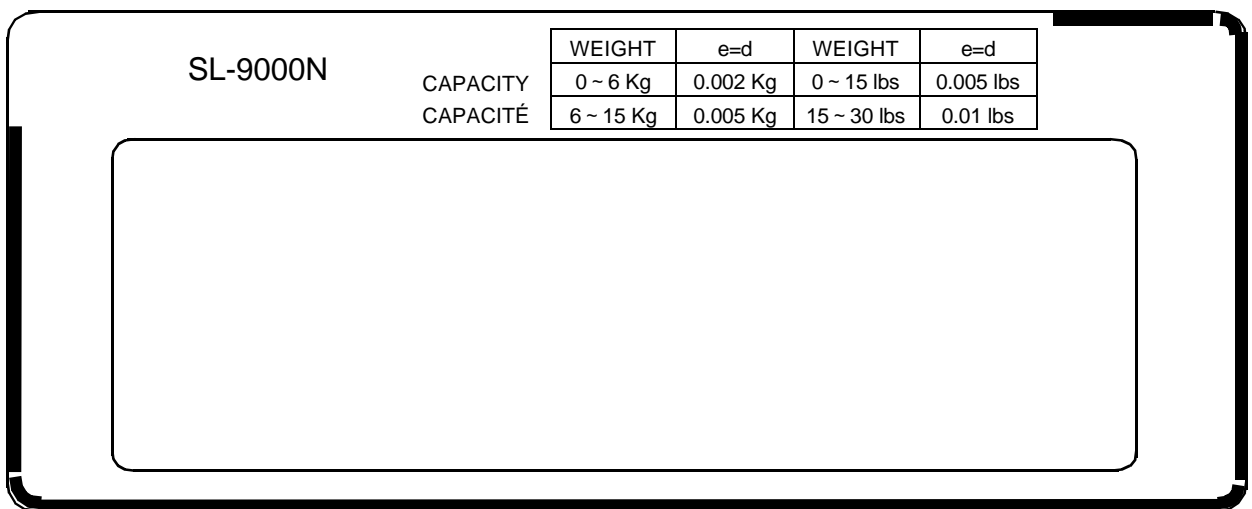 SL-9000N
WEIGHT e=d WEIGHT e=d
CAPACITY 0 ~ 6 Kg 0.002 Kg 0 ~ 15 lbs 0.005 lbs
CAPACITÉ 6 ~ 15 Kg 0.005 Kg 15 ~ 30 lbs 0.01 lbs